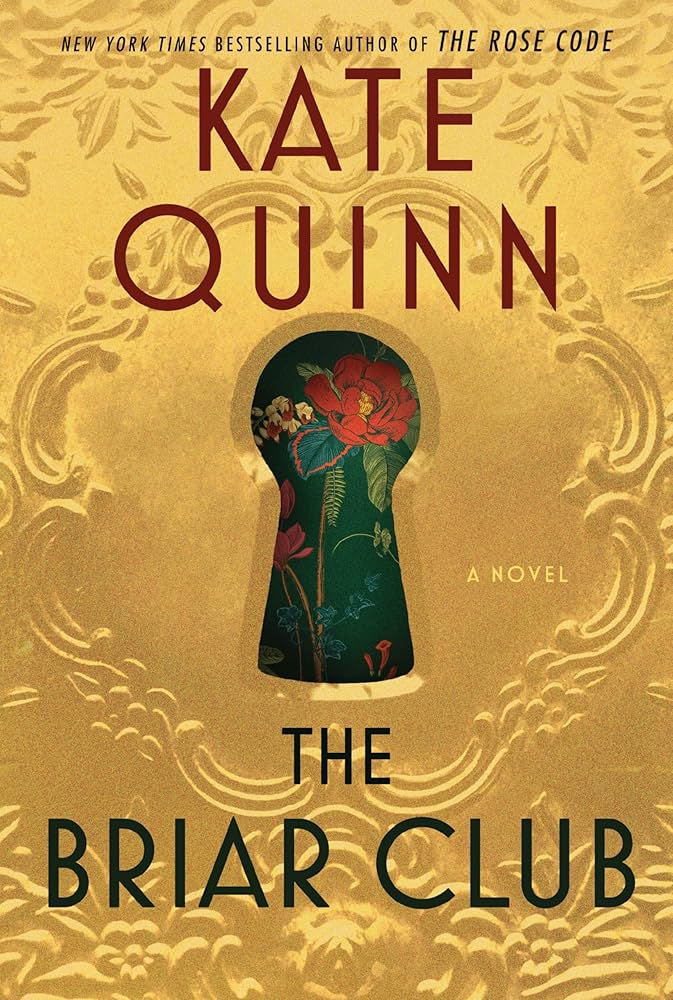 NEW YORK TIMES BESTSELLING AUTHOR OF THE ROSE CODE
KATE
QUINN
A NOVEL
THE
BRIAR CLUB